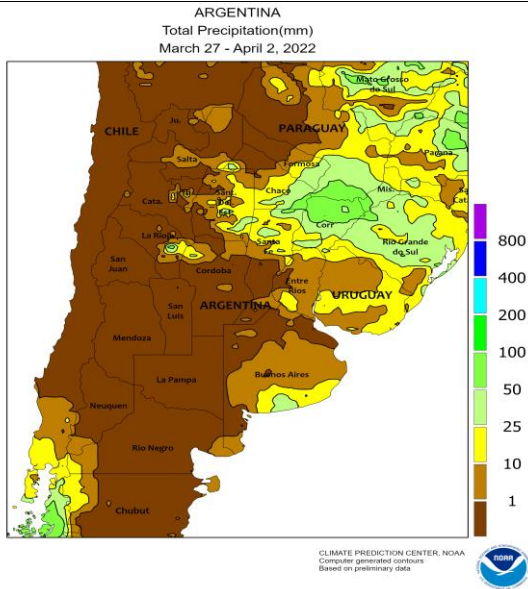 ARGENTINA
Total Precipitation(mm)
March 27 - April 2, 2022
Mato Grosso
do Sul
CHILE
Ju.
PARAGUAY
Salta
Parana
Formosa
Cata.
Chaco
Mis.
Corr
La Rioja
Santa
Fe
Rio Grande
do Sul
San
Juan
Cordoba
Entre
Rios
San
Luis
ARGENTINA
URUGUAY
Mendoza
La Pampa
Buenos Aires
Neuquen
Rio Negro
Chubut
800
400
200
100
50
25
10
1
CLIMATE PREDICTION CENTER, NOAA
Computer generated contours
Based on preliminary data
NOAA